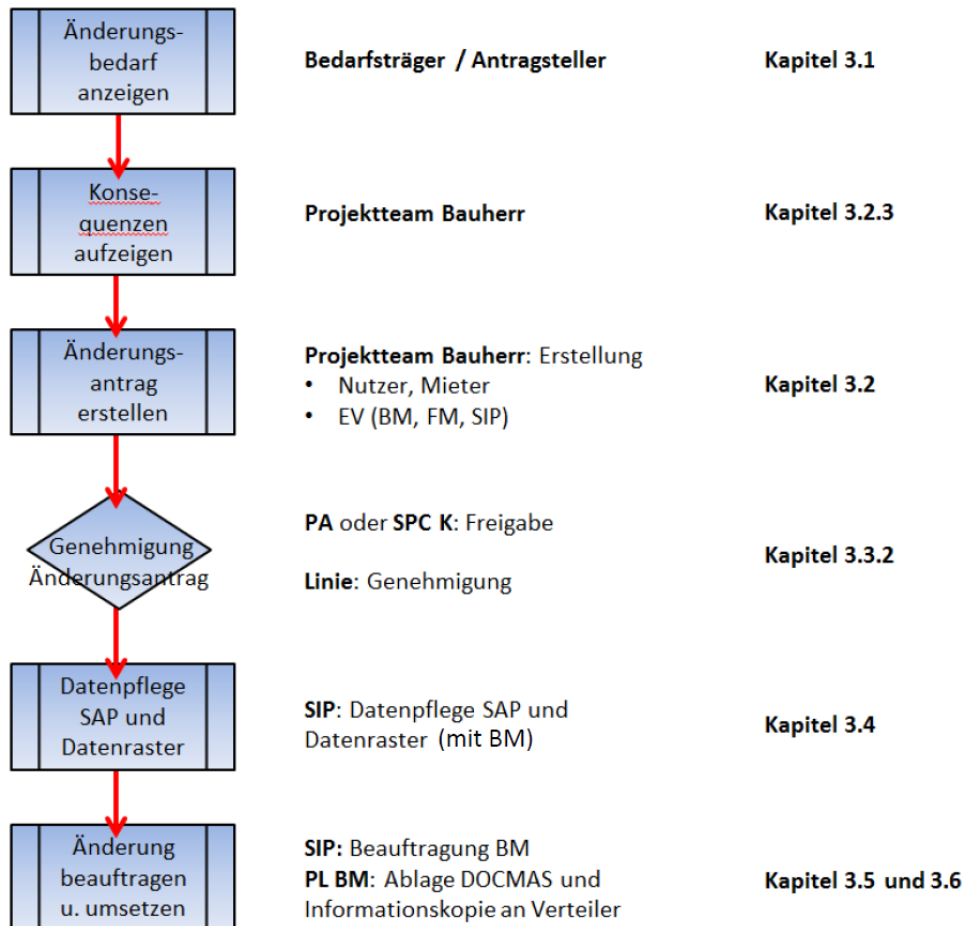 Änderungs-
bedarf
anzeigen
Bedarfsträger / Antragsteller
Kapitel 3.1
Konse-
quenzen
aufzeigen
Projektteam Bauherr
Kapitel 3.2.3
Änderungs-
antrag
erstellen
Projektteam Bauherr: Erstellung
• Nutzer, Mieter
• EV (BM, FM, SIP)
Kapitel 3.2
Genehmigung
Änderungsantrag
PA oder SPC K: Freigabe
Linie: Genehmigung
Kapitel 3.3.2
Datenpflege
SAP und
Datenraster
SIP: Datenpflege SAP und
Datenraster (mit BM)
Kapitel 3.4
Änderung
beauftragen
u. umsetzen
SIP: Beauftragung BM
PL BM: Ablage DOCMAS und
Informationskopie an Verteiler
Kapitel 3.5 und 3.6